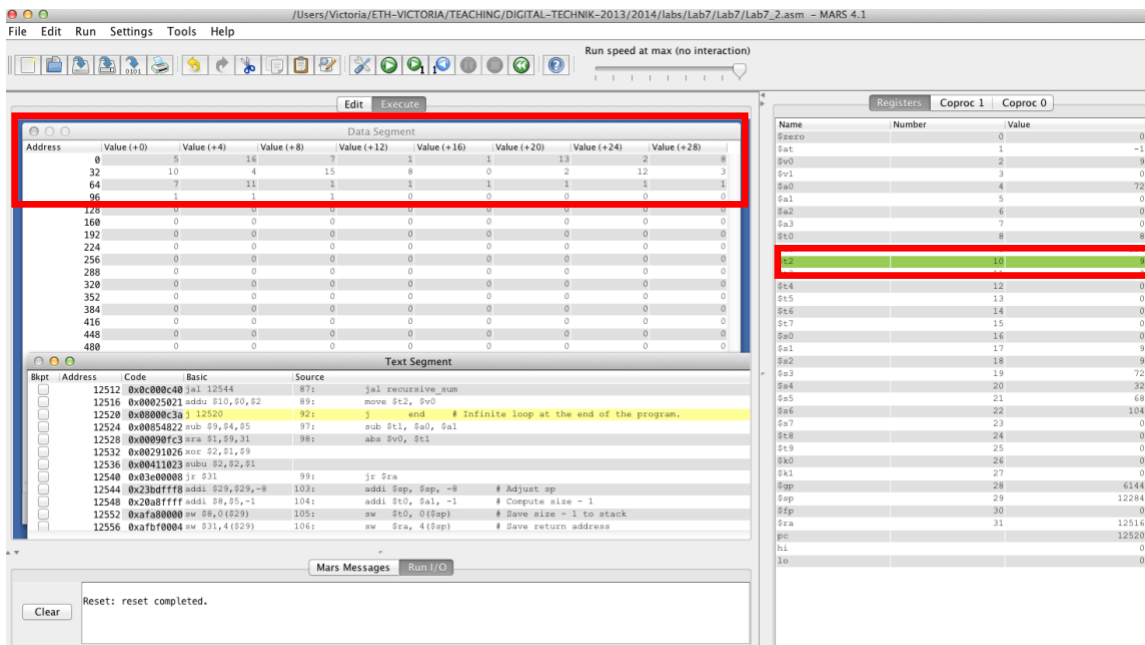 /Users/Victoria/ETH-VICTORIA/TEACHING/DIGITAL-TECHNIK-2013/2014/labs/Lab7/Lab7/Lab7_2.asm – MARS 4.1
File Edit Run Settings Tools Help
Run speed at max (no interaction)
Edit Execute
Data Segment
Address Value (+0) Value (+4) Value (+8) Value (+12) Value (+16) Value (+20) Value (+24) Value (+28)
0 5 16 7 1 1 13 2 8
32 10 4 15 8 0 2 12 3
64 7 11 1 1 1 1 1 1
96 1 1 1 0 0 0 0 0
128 0 0 0 0 0 0 0 0
160 0 0 0 0 0 0 0 0
192 0 0 0 0 0 0 0 0
224 0 0 0 0 0 0 0 0
256 0 0 0 0 0 0 0 0
288 0 0 0 0 0 0 0 0
320 0 0 0 0 0 0 0 0
352 0 0 0 0 0 0 0 0
384 0 0 0 0 0 0 0 0
416 0 0 0 0 0 0 0 0
448 0 0 0 0 0 0 0 0
480 0 0 0 0 0 0 0 0
Text Segment
Bkpt Address Code Basic Source
12512 0x0c000c40 jal 12544 87: jal recursive_sum
12516 0x00025021 addu $10,$0,$2 89: move $t2, $v0
12520 0x08000c3a j 12520 92: j end # Infinite loop at the end of the program.
12524 0x00854822 sub $9,$4,$5 97: sub $t1, $a0, $a1
12528 0x00090fc3 sra $1,$9,31 98: abs $v0, $t1
12532 0x00291026 xor $2,$1,$9
12536 0x00411023 subu $2,$2,$1
12540 0x03e00008 jr $31 99: jr $ra
12544 0x23bdfff8 addi $29,$29,-8 103: addi $sp, $sp, -8 # Adjust sp
12548 0x20a8ffff addi $8,$5,-1 104: addi $t0, $a1, -1 # Compute size - 1
12552 0xafa80000 sw $8,0($29) 105: sw $t0, 0($sp) # Save size - 1 to stack
12556 0xafbf0004 sw $31,4($29) 106: sw $ra, 4($sp) # Save return address
Mars Messages Run I/O
Clear
Reset: reset completed.
Registers Coproc 1 Coproc 0
Name Number Value
$zero 0 0
$at 1 -1
$v0 2 9
$v1 3 0
$a0 4 72
$a1 5 0
$a2 6 0
$a3 7 0
$t0 8 8
$t2 10 9
$t4 12 0
$t5 13 0
$t6 14 0
$t7 15 0
$s0 16 0
$s1 17 9
$s2 18 9
$s3 19 72
$s4 20 32
$s5 21 68
$s6 22 104
$s7 23 0
$t8 24 0
$t9 25 0
$k0 26 0
$k1 27 0
$gp 28 6144
$sp 29 12284
$fp 30 0
$ra 31 12516
pc 12520
hi 0
lo 0